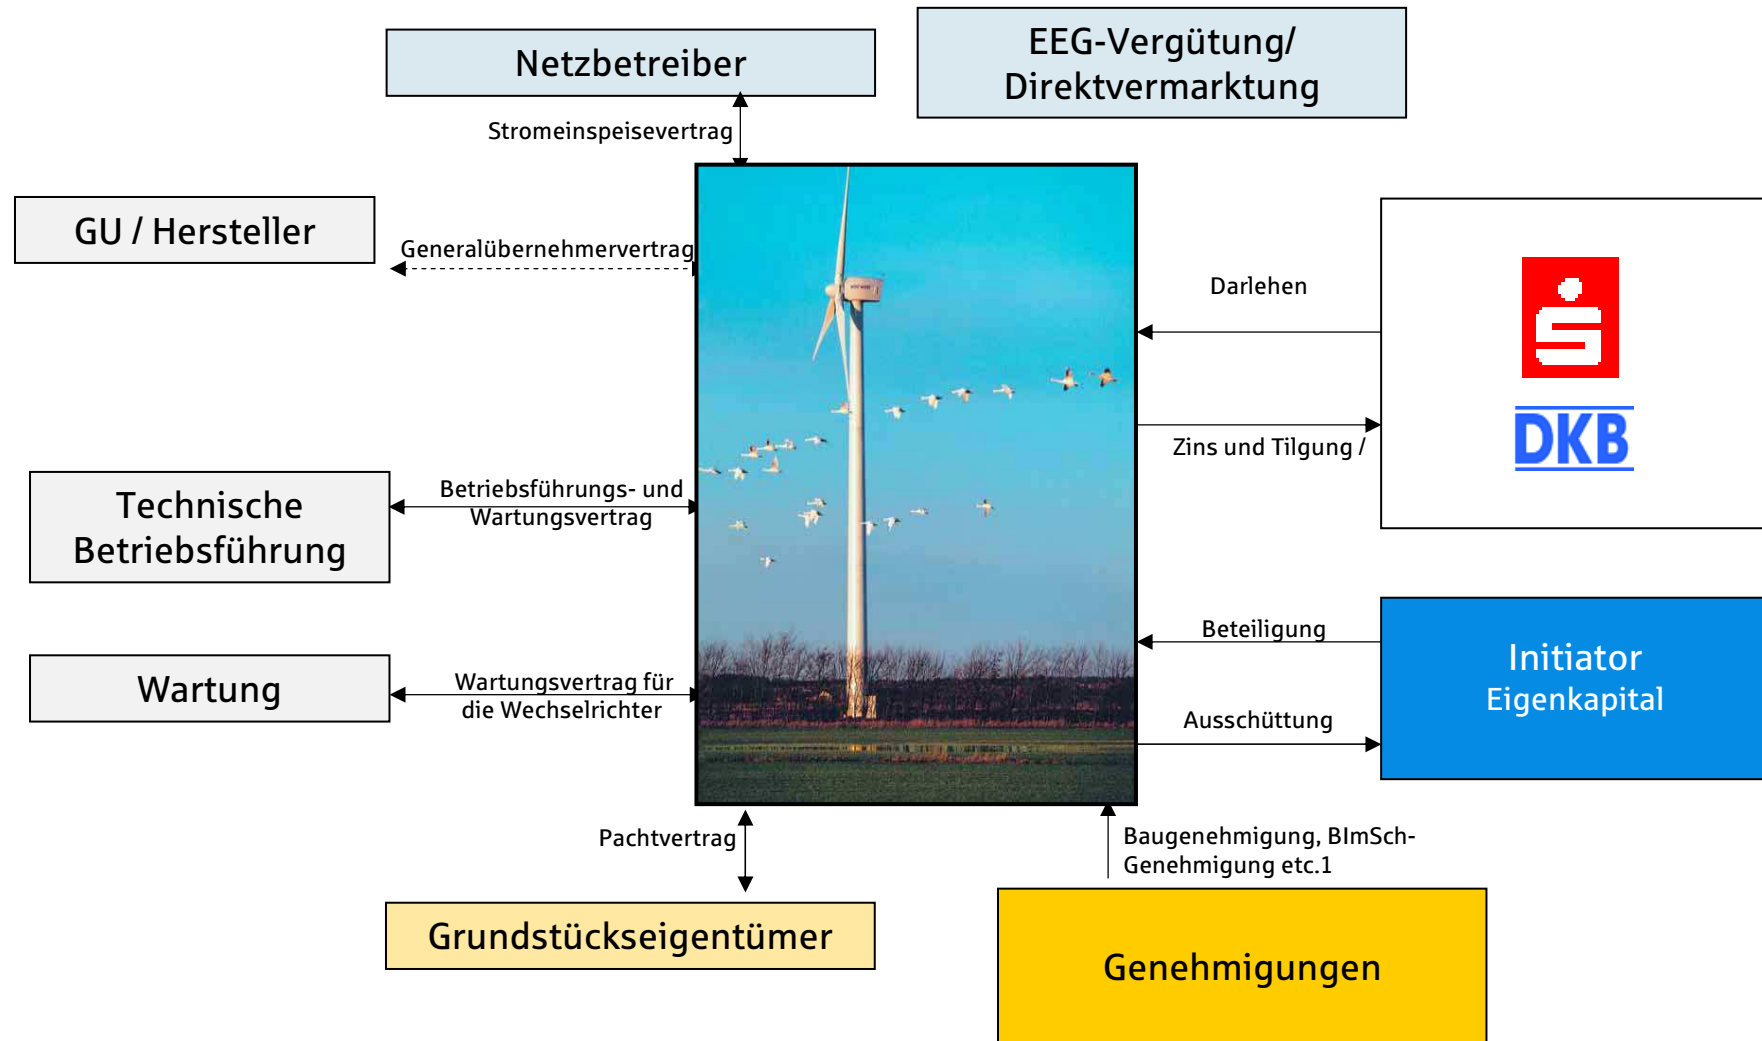 Netzbetreiber
EEG-Vergütung/
Direktvermarktung
Stromeinspeisevertrag
GU / Hersteller
Generalübernehmervertrag
Darlehen
DKB
Zins und Tilgung /
Technische
Betriebsführung
Betriebsführungs- und
Wartungsvertrag
Beteiligung
Initiator
Eigenkapital
Wartung
Wartungsvertrag für
die Wechselrichter
Ausschüttung
Pachtvertrag
Baugenehmigung, BImSch-
Genehmigung etc.1
Grundstückseigentümer
Genehmigungen